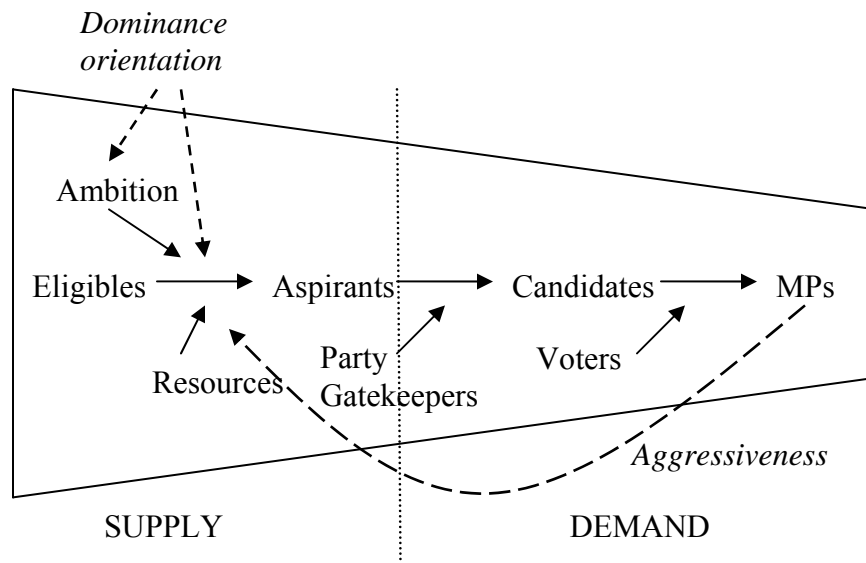 Dominance
orientation
Ambition
Eligibles
Aspirants
Candidates
MPs
Resources
Party
Gatekeepers
Voters
Aggressiveness
SUPPLY
DEMAND